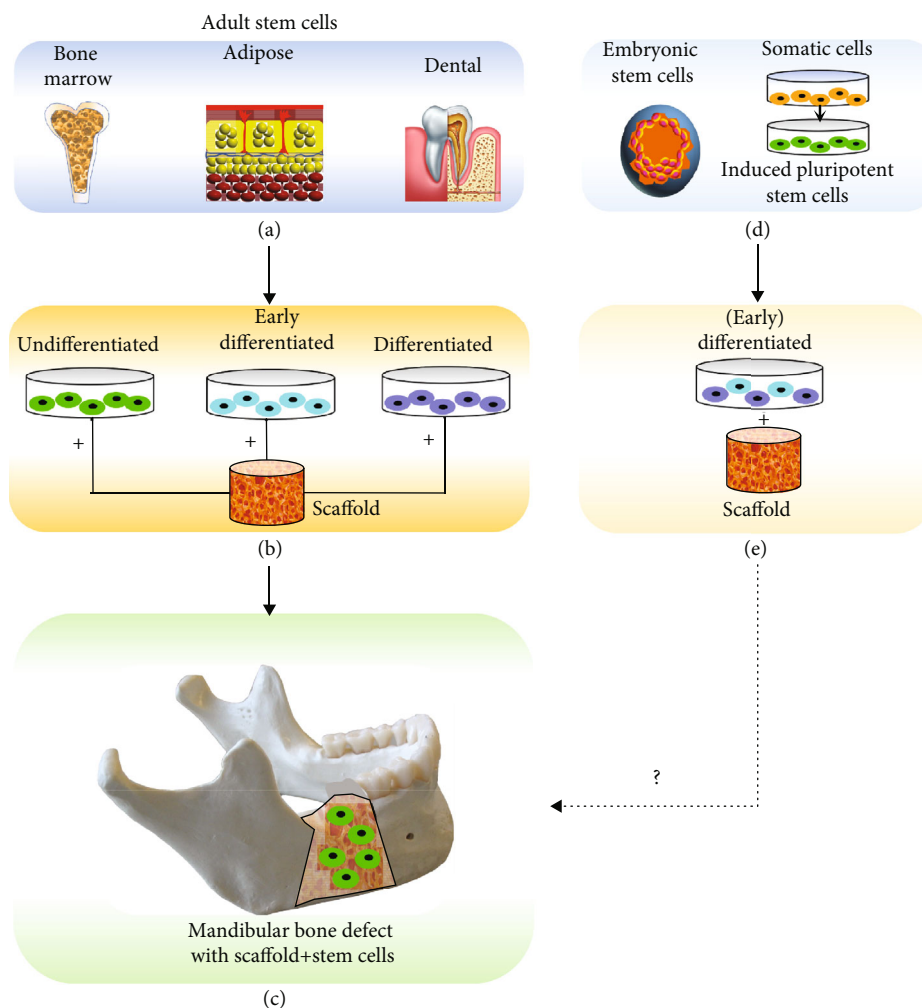 Adult stem cells
Bone
marrow
Adipose
Dental
(a)
Embryonic
stem cells
Somatic cells
Induced pluripotent
stem cells
(d)
Undifferentiated
Early
differentiated
Differentiated
+
+
+
Scaffold
(b)
(Early)
differentiated
+
Scaffold
(e)
?
Mandibular bone defect
with scaffold+stem cells
(c)